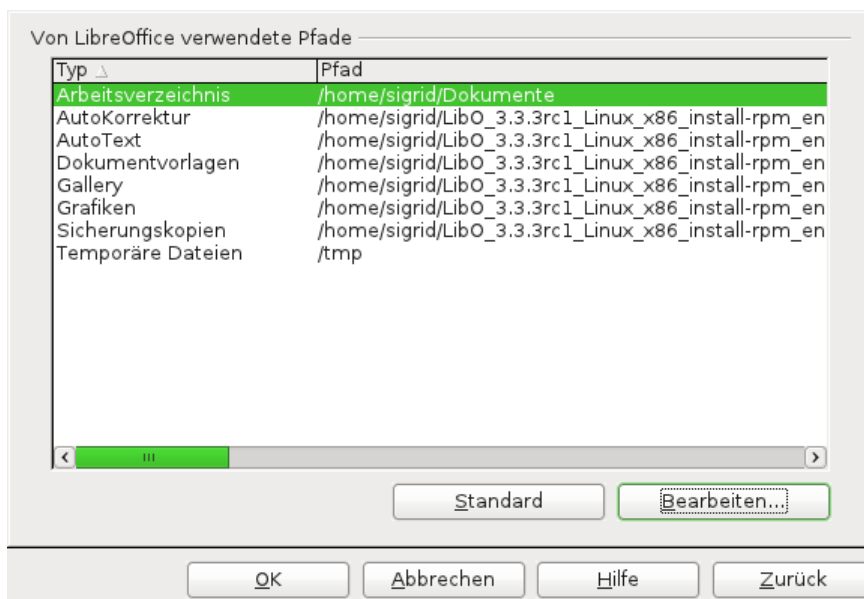 Von LibreOffice verwendete Pfade
Typ Pfad
Arbeitsverzeichnis /home/sigrid/Dokumente
AutoKorrektur /home/sigrid/LibO_3.3.3rc1_Linux_x86_install-rpm_en
AutoText /home/sigrid/LibO_3.3.3rc1_Linux_x86_install-rpm_en
Dokumentvorlagen /home/sigrid/LibO_3.3.3rc1_Linux_x86_install-rpm_en
Gallery /home/sigrid/LibO_3.3.3rc1_Linux_x86_install-rpm_en
Grafiken /home/sigrid/LibO_3.3.3rc1_Linux_x86_install-rpm_en
Sicherungskopien /home/sigrid/LibO_3.3.3rc1_Linux_x86_install-rpm_en
Temporäre Dateien /tmp
Standard Bearbeiten...
OK Abbrechen Hilfe Zurück